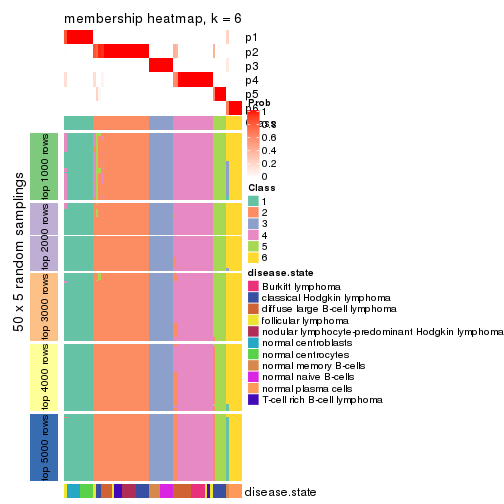 membership heatmap, k = 6
p1
p2
p3
p4
p5
p6
Prob
1
0.8
0.6
0.4
0.2
0
Class
1
2
3
4
5
6
disease.state
Burkitt lymphoma
classical Hodgkin lymphoma
diffuse large B-cell lymphoma
follicular lymphoma
nodular lymphocyte-predominant Hodgkin lymphoma
normal centroblasts
normal centrocytes
normal memory B-cells
normal naive B-cells
normal plasma cells
T-cell rich B-cell lymphoma
50 x 5 random samplings
top 1000 rows
top 2000 rows
top 3000 rows
top 4000 rows
top 5000 rows
disease.state